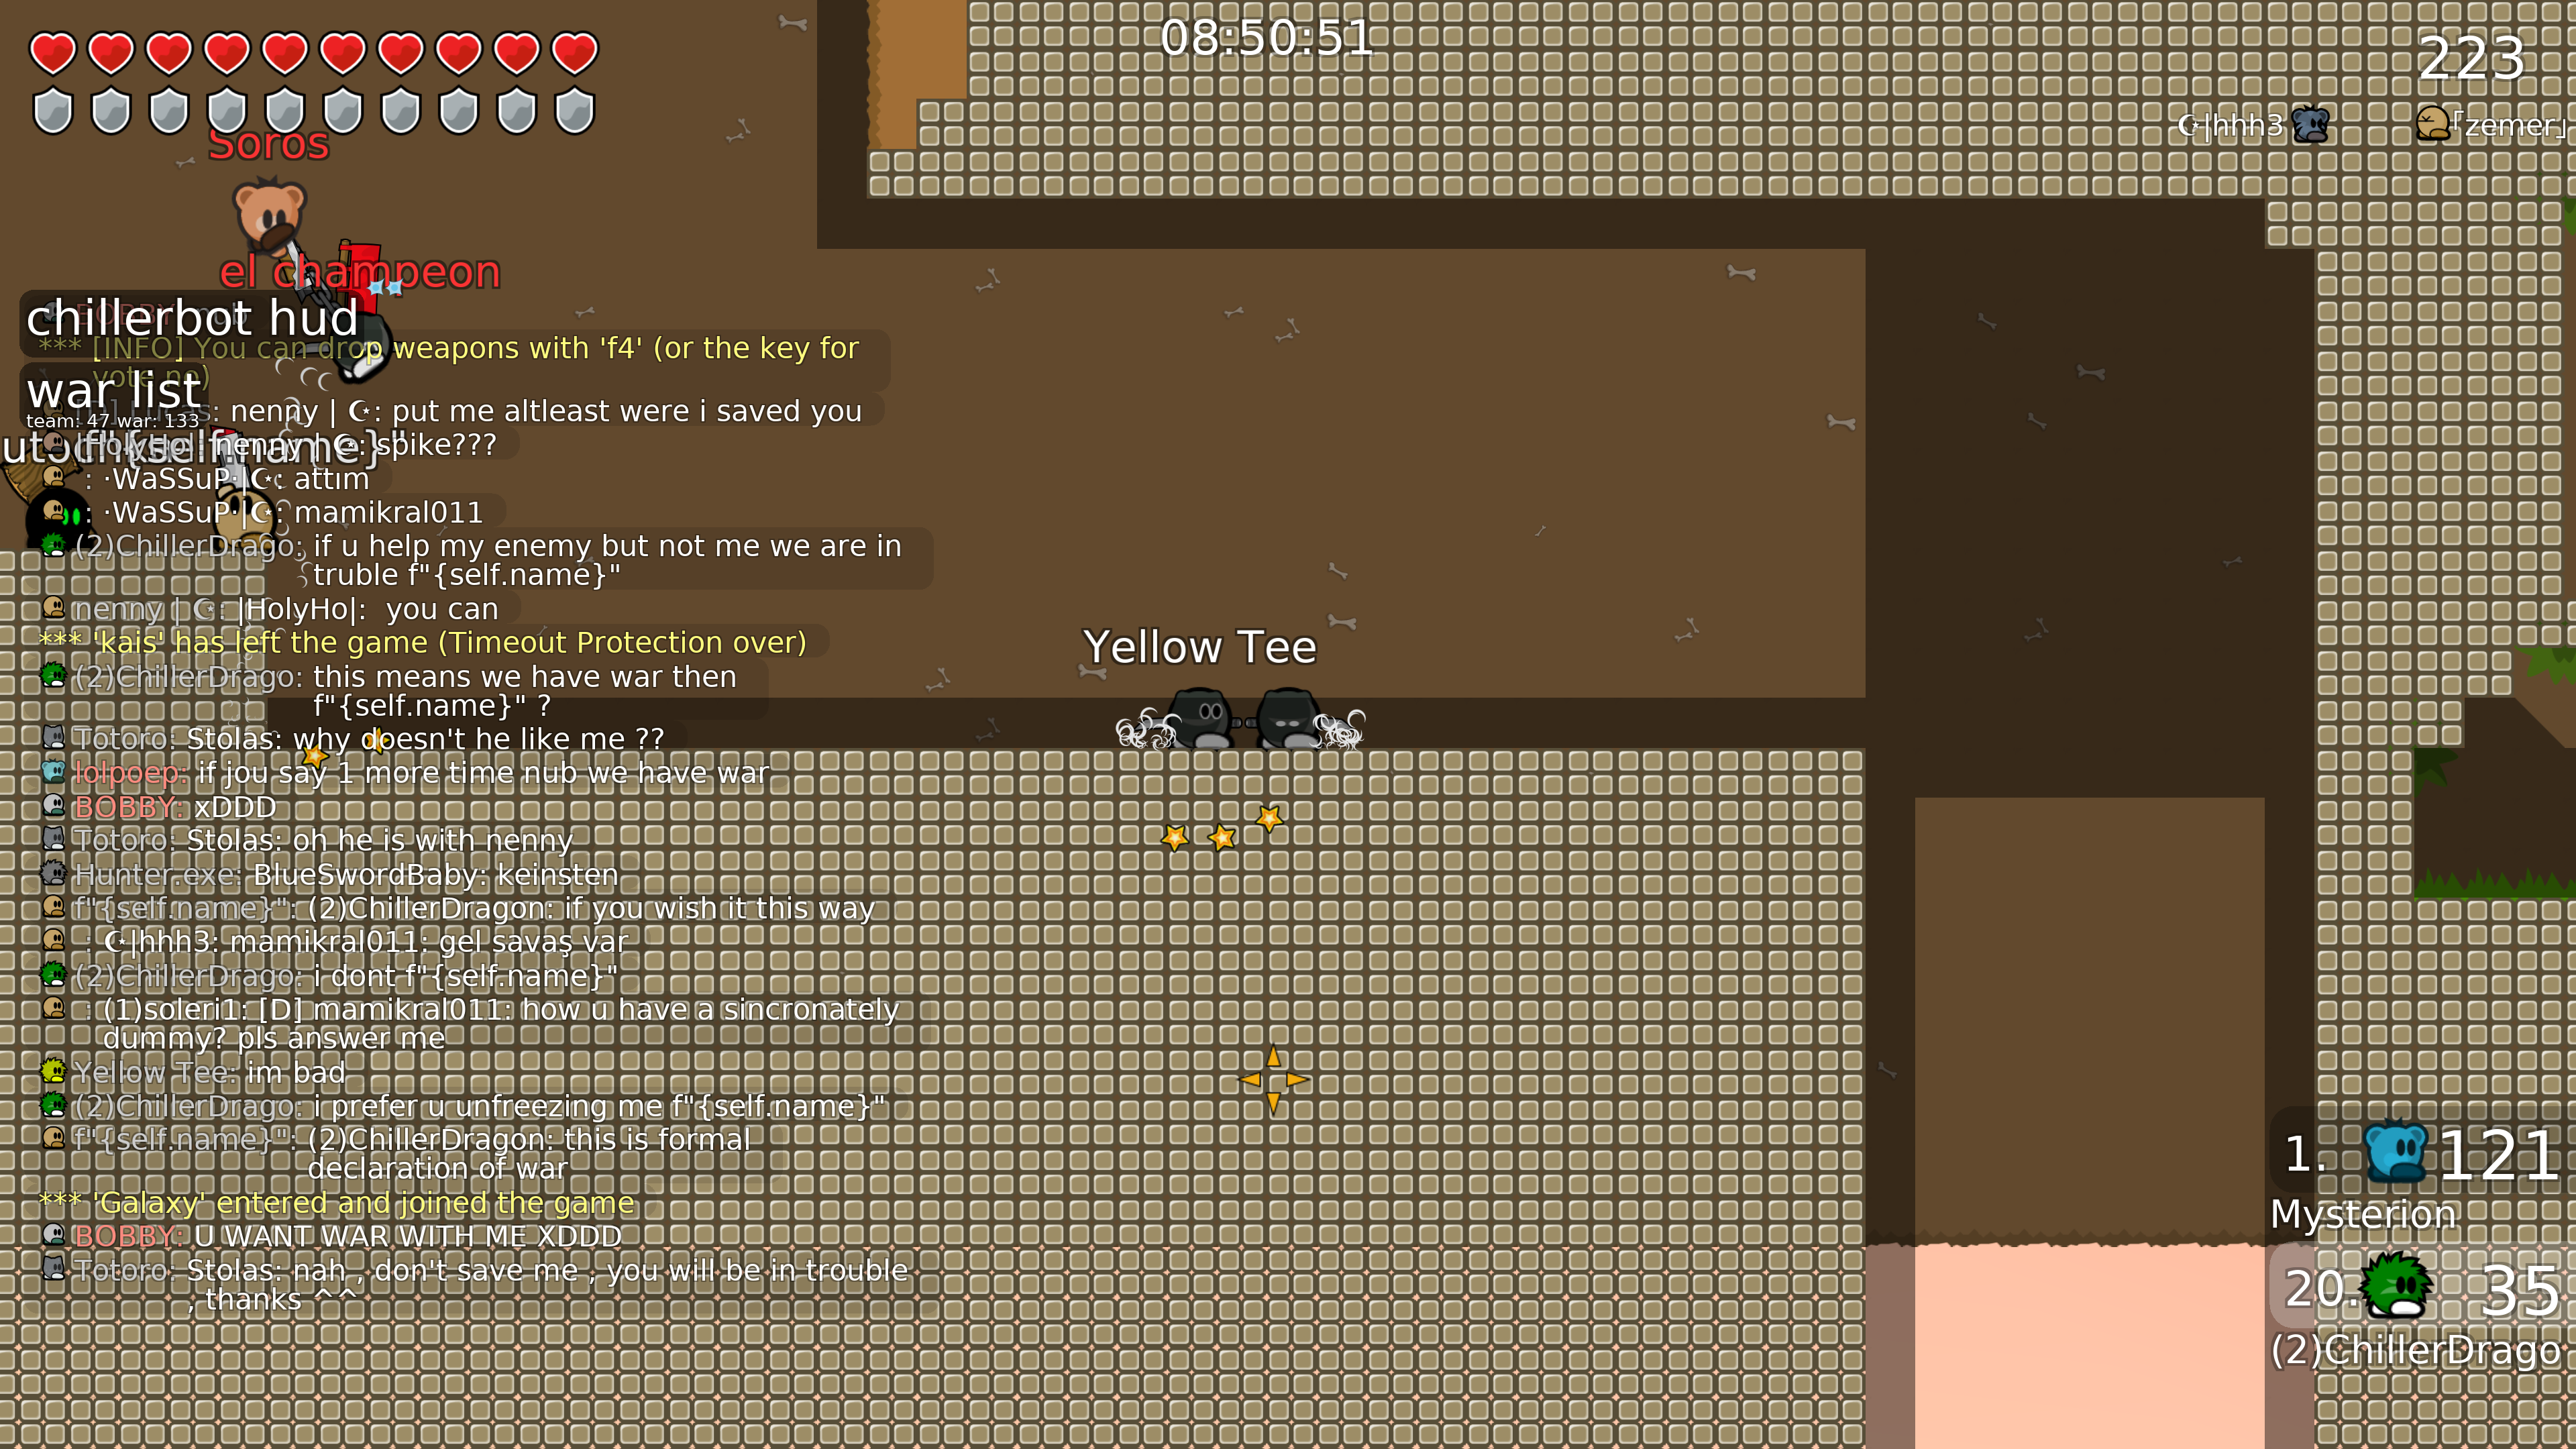 08:50:51
223
☪|hhh3 「zemer」
Soros
el champeon
chillerbot hud
*** [INFO] You can drop weapons with 'f4' (or the key for
vote no)
war list
nenny | ☪: put me altleast were i saved you
team: 47 war: 133
|HolyHo|: nenny | ☪: spike???
f"{self.name}"
: ·WaSSuP·|☪: attım
: ·WaSSuP·|☪: mamikral011
(2)ChillerDrago: if u help my enemy but not me we are in
truble f"{self.name}"
nenny | ☪: |HolyHo|: you can
*** 'kais' has left the game (Timeout Protection over)
Yellow Tee
(2)ChillerDrago: this means we have war then
f"{self.name}" ?
Totoro: Stolas: why doesn't he like me ??
lolpoep: if jou say 1 more time nub we have war
BOBBY: xDDD
Totoro: Stolas: oh he is with nenny
Hunter.exe: BlueSwordBaby: keinsten
f"{self.name}": (2)ChillerDragon: if you wish it this way
: ☪|hhh3: mamikral011: gel savaş var
(2)ChillerDrago: i dont f"{self.name}"
: (1)soleri1: [D] mamikral011: how u have a sincronately
dummy? pls answer me
Yellow Tee: im bad
(2)ChillerDrago: i prefer u unfreezing me f"{self.name}"
f"{self.name}": (2)ChillerDragon: this is formal
declaration of war
*** 'Galaxy' entered and joined the game
BOBBY: U WANT WAR WITH ME XDDD
Totoro: Stolas: nah , don't save me , you will be in trouble
, thanks ^^
1. 121
Mysterion
20. 35
(2)ChillerDrago